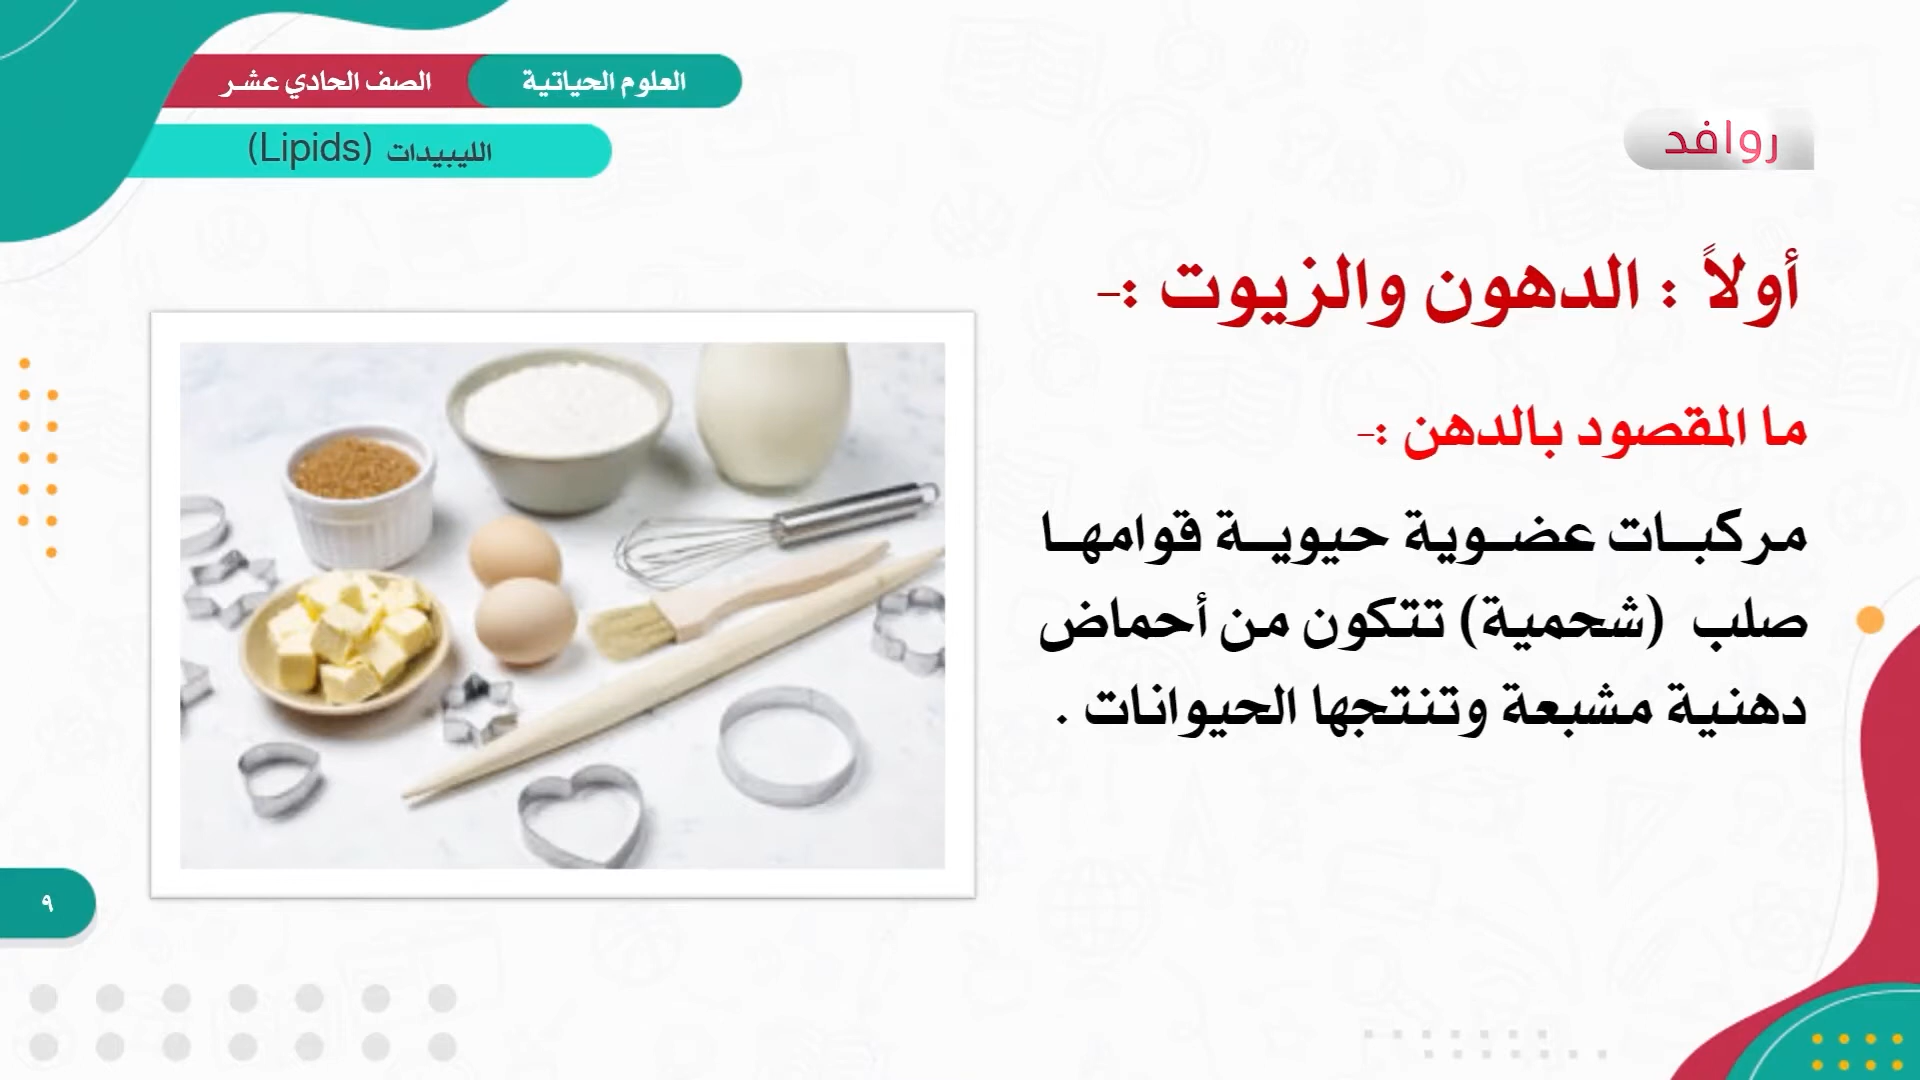 العلوم الحياتية
الصف الحادي عشر
الليبيدات (Lipids)
روافد
أولاً : الدهون والزيوت :-
ما المقصود بالدهن :-
مركبات عضوية حيوية قوامها
صلب (شحمية) تتكون من أحماض
دهنية مشبعة وتنتجها الحيوانات .
٩